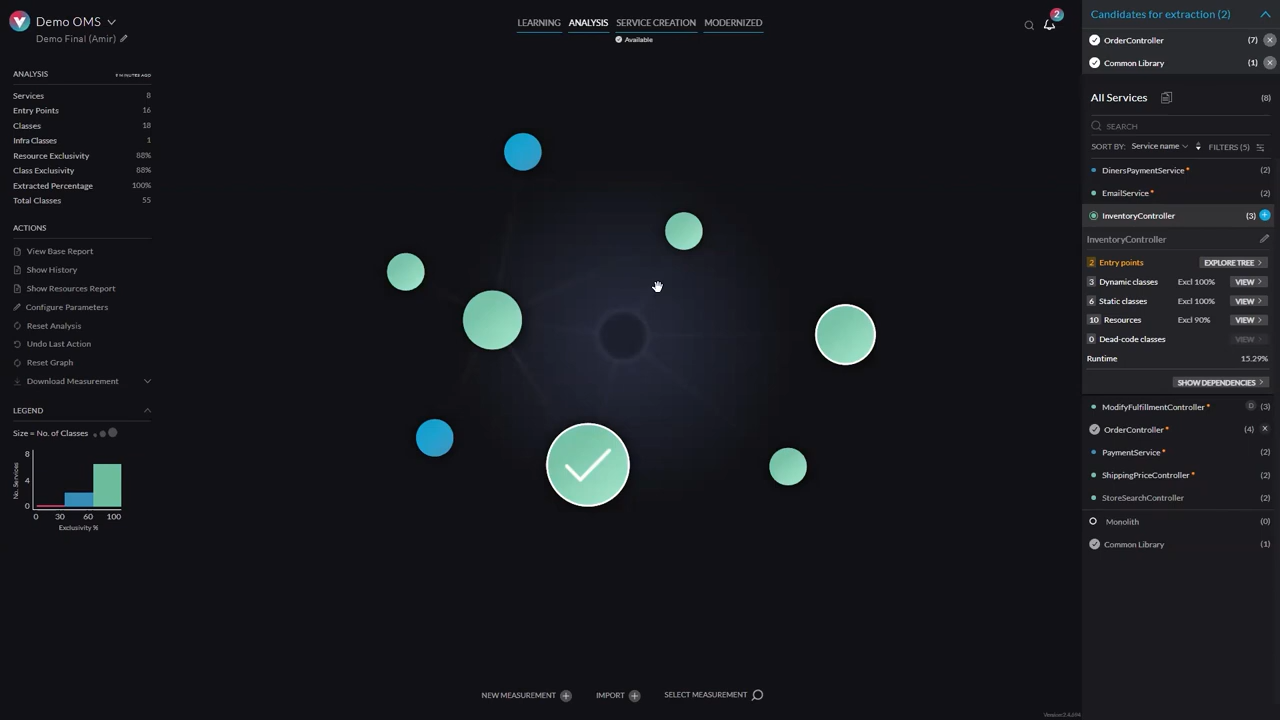 Demo OMS
Demo Final (Amir)
LEARNING
ANALYSIS
SERVICE CREATION
MODERNIZED
Available
2
ANALYSIS
9 MINUTES AGO
Services 8
Entry Points 16
Classes 18
Infra Classes 1
Resource Exclusivity 88%
Class Exclusivity 88%
Extracted Percentage 100%
Total Classes 55
ACTIONS
View Base Report
Show History
Show Resources Report
Configure Parameters
Reset Analysis
Undo Last Action
Reset Graph
Download Measurement
LEGEND
Size = No. of Classes
No. Services
8
4
0
0 30 60 100
Exclusivity %
NEW MEASUREMENT
IMPORT
SELECT MEASUREMENT
Candidates for extraction (2)
OrderController (7)
Common Library (1)
All Services (8)
SEARCH
SORT BY: Service name FILTERS (5)
DinersPaymentService* (2)
EmailService* (2)
InventoryController (3)
InventoryController
2 Entry points EXPLORE TREE >
3 Dynamic classes Excl 100% VIEW >
6 Static classes Excl 100% VIEW >
10 Resources Excl 90% VIEW >
0 Dead-code classes VIEW >
Runtime 15.29%
SHOW DEPENDENCIES >
ModifyFulfillmentController* D (3)
OrderController* (4)
PaymentService* (2)
ShippingPriceController* (2)
StoreSearchController (2)
Monolith (0)
Common Library (1)